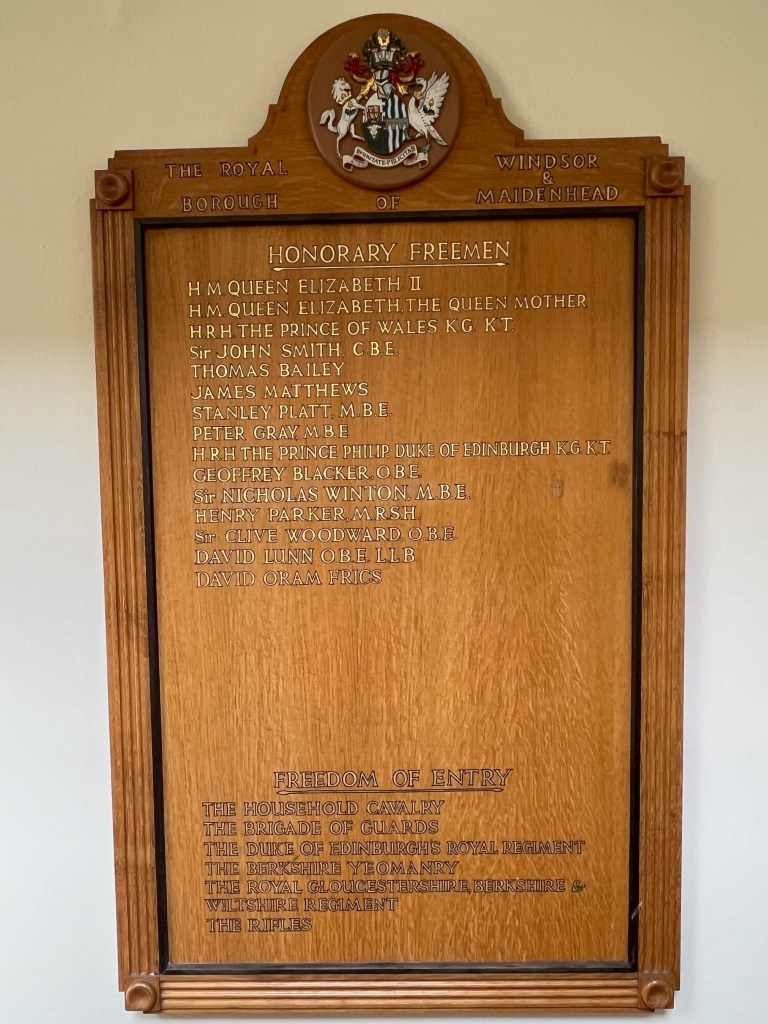 UNITATE FELICITAS
THE ROYAL
BOROUGH OF
WINDSOR
&
MAIDENHEAD
HONORARY FREEMEN
H.M. QUEEN ELIZABETH II
H.M. QUEEN ELIZABETH, THE QUEEN MOTHER
H.R.H. THE PRINCE OF WALES K.G. K.T.
Sir JOHN SMITH, C.B.E.
THOMAS BAILEY
JAMES MATTHEWS
STANLEY PLATT, M.B.E.
PETER GRAY, M.B.E.
H.R.H. THE PRINCE PHILIP, DUKE OF EDINBURGH K.G. K.T.
GEOFFREY BLACKER, O.B.E.
Sir NICHOLAS WINTON, M.B.E.
HENRY PARKER, M.R.S.H.
Sir CLIVE WOODWARD, O.B.E.
DAVID LUNN O.B.E. L.L.B.
DAVID ORAM FRICS
FREEDOM OF ENTRY
THE HOUSEHOLD CAVALRY
THE BRIGADE OF GUARDS
THE DUKE OF EDINBURGH'S ROYAL REGIMENT
THE BERKSHIRE YEOMANRY
THE ROYAL GLOUCESTERSHIRE, BERKSHIRE &
WILTSHIRE REGIMENT
THE RIFLES